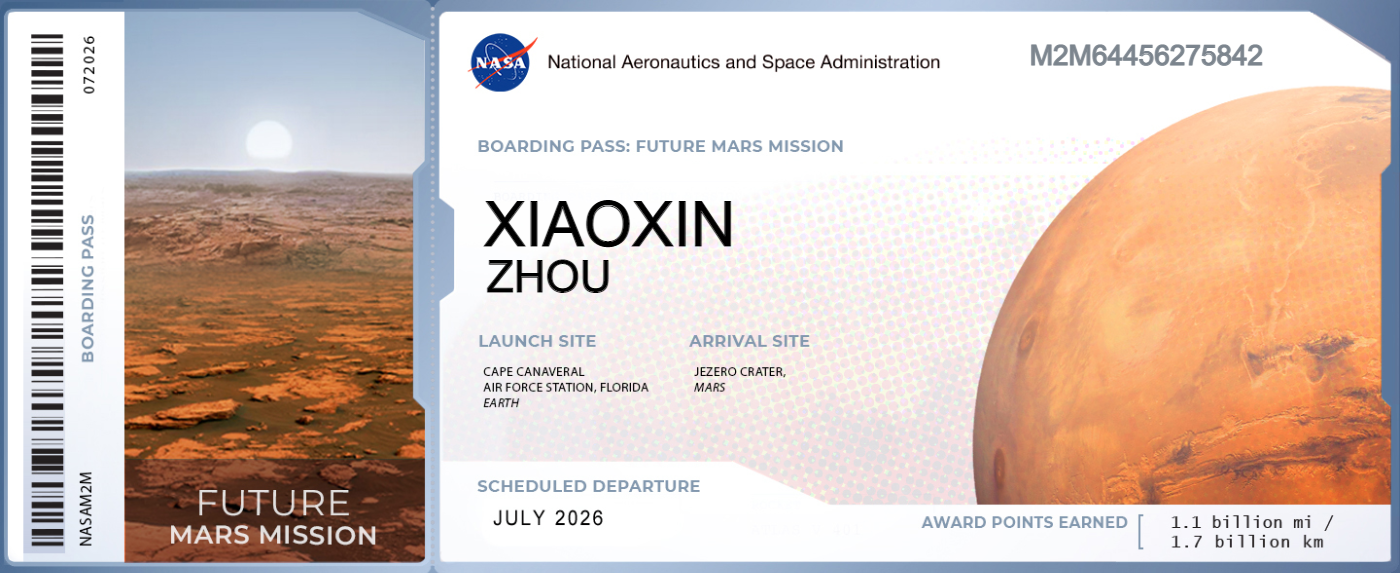 072026
BOARDING PASS
NASAM2M
FUTURE
MARS MISSION
NASA
National Aeronautics and Space Administration
M2M64456275842
BOARDING PASS: FUTURE MARS MISSION
XIAOXIN
ZHOU
LAUNCH SITE
CAPE CANAVERAL
AIR FORCE STATION, FLORIDA
EARTH
ARRIVAL SITE
JEZERO CRATER,
MARS
SCHEDULED DEPARTURE
JULY 2026
AWARD POINTS EARNED
1.1 billion mi /
1.7 billion km